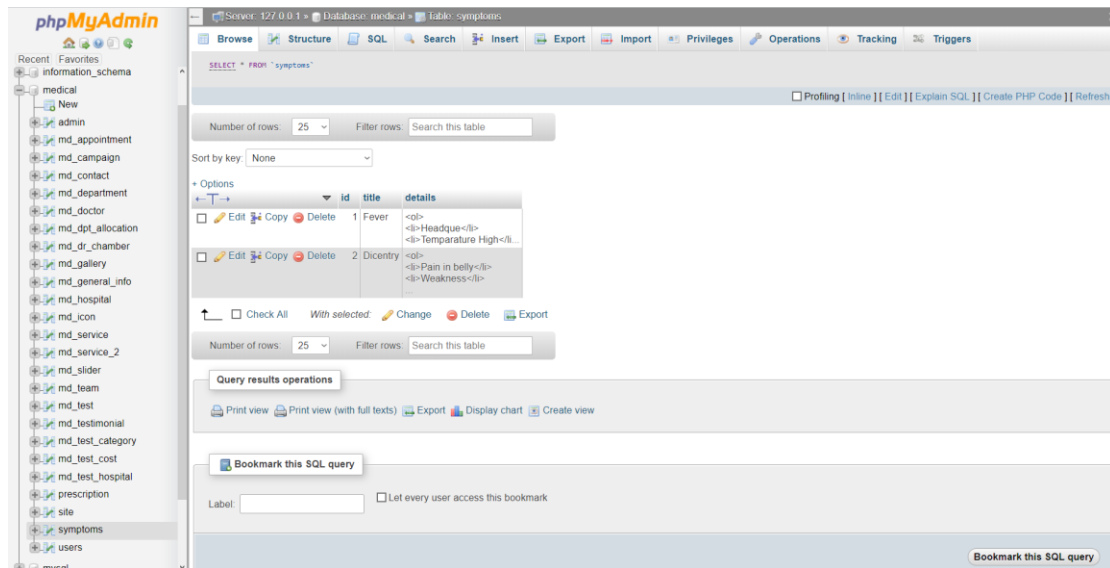 phpMyAdmin
Recent Favorites
information_schema
medical
New
admin
md_appointment
md_campaign
md_contact
md_department
md_doctor
md_dpt_allocation
md_dr_chamber
md_gallery
md_general_info
md_hospital
md_icon
md_service
md_service_2
md_slider
md_team
md_test
md_testimonial
md_test_category
md_test_cost
md_test_hospital
prescription
site
symptoms
users
mysql
Server: 127.0.0.1 » Database: medical » Table: symptoms
Browse Structure SQL Search Insert Export Import Privileges Operations Tracking Triggers
SELECT * FROM `symptoms`
Profiling [ Inline ] [ Edit ] [ Explain SQL ] [ Create PHP Code ] [ Refresh
Number of rows: 25 Filter rows: Search this table
Sort by key: None
+ Options
←T→ id title details
Edit Copy Delete 1 Fever <ol>
<li>Headque</li>
<li>Temparature High</li...
Edit Copy Delete 2 Dicentry <ol>
<li>Pain in belly</li>
<li>Weakness</li>
...
Check All With selected: Change Delete Export
Number of rows: 25 Filter rows: Search this table
Query results operations
Print view Print view (with full texts) Export Display chart Create view
Bookmark this SQL query
Label: Let every user access this bookmark
Bookmark this SQL query